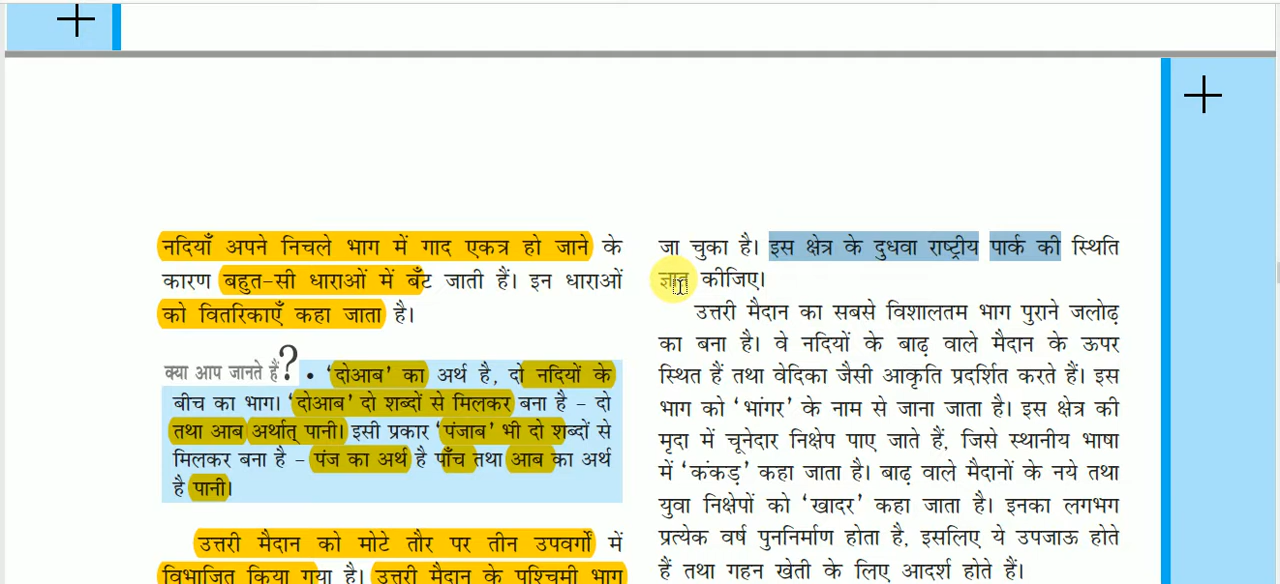 नदियाँ अपने निचले भाग में गाद एकत्र हो जाने के
कारण बहुत-सी धाराओं में बँट जाती हैं। इन धाराओं
को वितरिकाएँ कहा जाता है।
क्या आप जानते हैं? • 'दोआब' का अर्थ है, दो नदियों के
बीच का भाग। 'दोआब' दो शब्दों से मिलकर बना है – दो
तथा आब अर्थात् पानी। इसी प्रकार 'पंजाब' भी दो शब्दों से
मिलकर बना है – पंज का अर्थ है पाँच तथा आब का अर्थ
है पानी।
उत्तरी मैदान को मोटे तौर पर तीन उपवर्गों में
विभाजित किया गया है। उत्तरी मैदान के पश्चिमी भाग
जा चुका है। इस क्षेत्र के दुधवा राष्ट्रीय पार्क की स्थिति
ज्ञात कीजिए।
उत्तरी मैदान का सबसे विशालतम भाग पुराने जलोढ़
का बना है। वे नदियों के बाढ़ वाले मैदान के ऊपर
स्थित हैं तथा वेदिका जैसी आकृति प्रदर्शित करते हैं। इस
भाग को 'भांगर' के नाम से जाना जाता है। इस क्षेत्र की
मृदा में चूनेदार निक्षेप पाए जाते हैं, जिसे स्थानीय भाषा
में 'कंकड़' कहा जाता है। बाढ़ वाले मैदानों के नये तथा
युवा निक्षेपों को 'खादर' कहा जाता है। इनका लगभग
प्रत्येक वर्ष पुननिर्माण होता है, इसलिए ये उपजाऊ होते
हैं तथा गहन खेती के लिए आदर्श होते हैं।